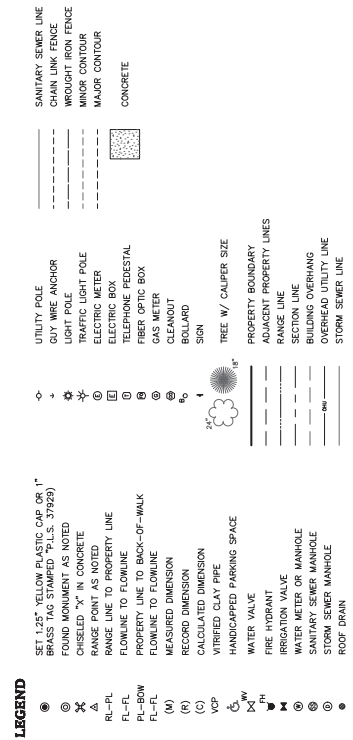 LEGEND
SET 1.25" YELLOW PLASTIC CAP OR 1"
BRASS TAG STAMPED "P.L.S. 37929)
FOUND MONUMENT AS NOTED
CHISELED "X" IN CONCRETE
RANGE POINT AS NOTED
RL-PL RANGE LINE TO PROPERTY LINE
FL-FL FLOWLINE TO FLOWLINE
PL-BOW PROPERTY LINE TO BACK-OF-WALK
FL-FL FLOWLINE TO FLOWLINE
(M) MEASURED DIMENSION
(R) RECORD DIMENSION
(C) CALCULATED DIMENSION
VCP VITRIFIED CLAY PIPE
HANDICAPPED PARKING SPACE
WV WATER VALVE
FH FIRE HYDRANT
IRRIGATION VALVE
W WATER METER OR MANHOLE
SANITARY SEWER MANHOLE
D STORM SEWER MANHOLE
ROOF DRAIN
UTILITY POLE
GUY WIRE ANCHOR
LIGHT POLE
TRAFFIC LIGHT POLE
E ELECTRIC METER
E ELECTRIC BOX
T TELEPHONE PEDESTAL
FIBER OPTIC BOX
G GAS METER
CLEANOUT
B BOLLARD
SIGN
24" 18" TREE W/ CALIPER SIZE
PROPERTY BOUNDARY
ADJACENT PROPERTY LINES
RANGE LINE
SECTION LINE
BUILDING OVERHANG
OHU OVERHEAD UTILITY LINE
STORM SEWER LINE
SANITARY SEWER LINE
CHAIN LINK FENCE
WROUGHT IRON FENCE
MINOR CONTOUR
MAJOR CONTOUR
CONCRETE